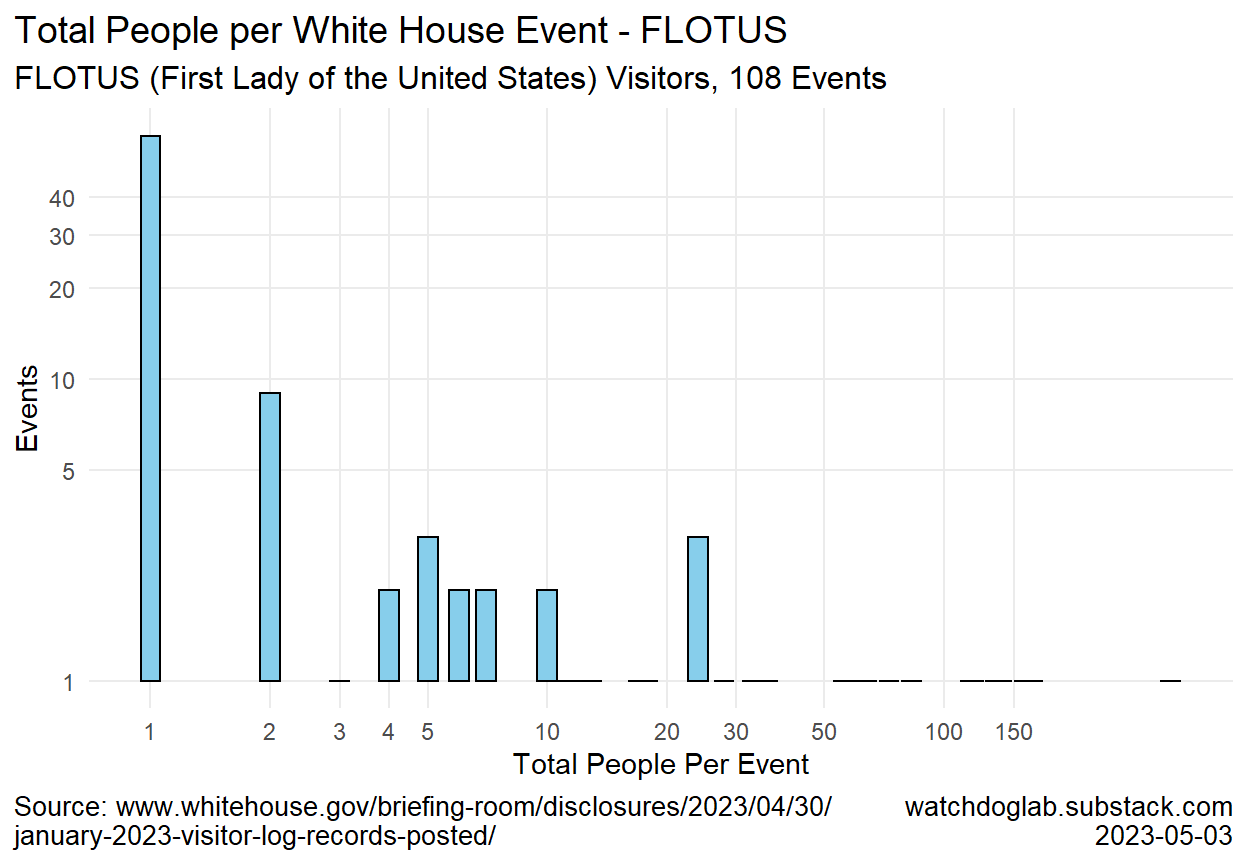 Total People per White House Event - FLOTUS
FLOTUS (First Lady of the United States) Visitors, 108 Events
40
30
20
10
5
1
Events
1 2 3 4 5 10 20 30 50 100 150
Total People Per Event
Source: www.whitehouse.gov/briefing-room/disclosures/2023/04/30/
january-2023-visitor-log-records-posted/
watchdoglab.substack.com
2023-05-03